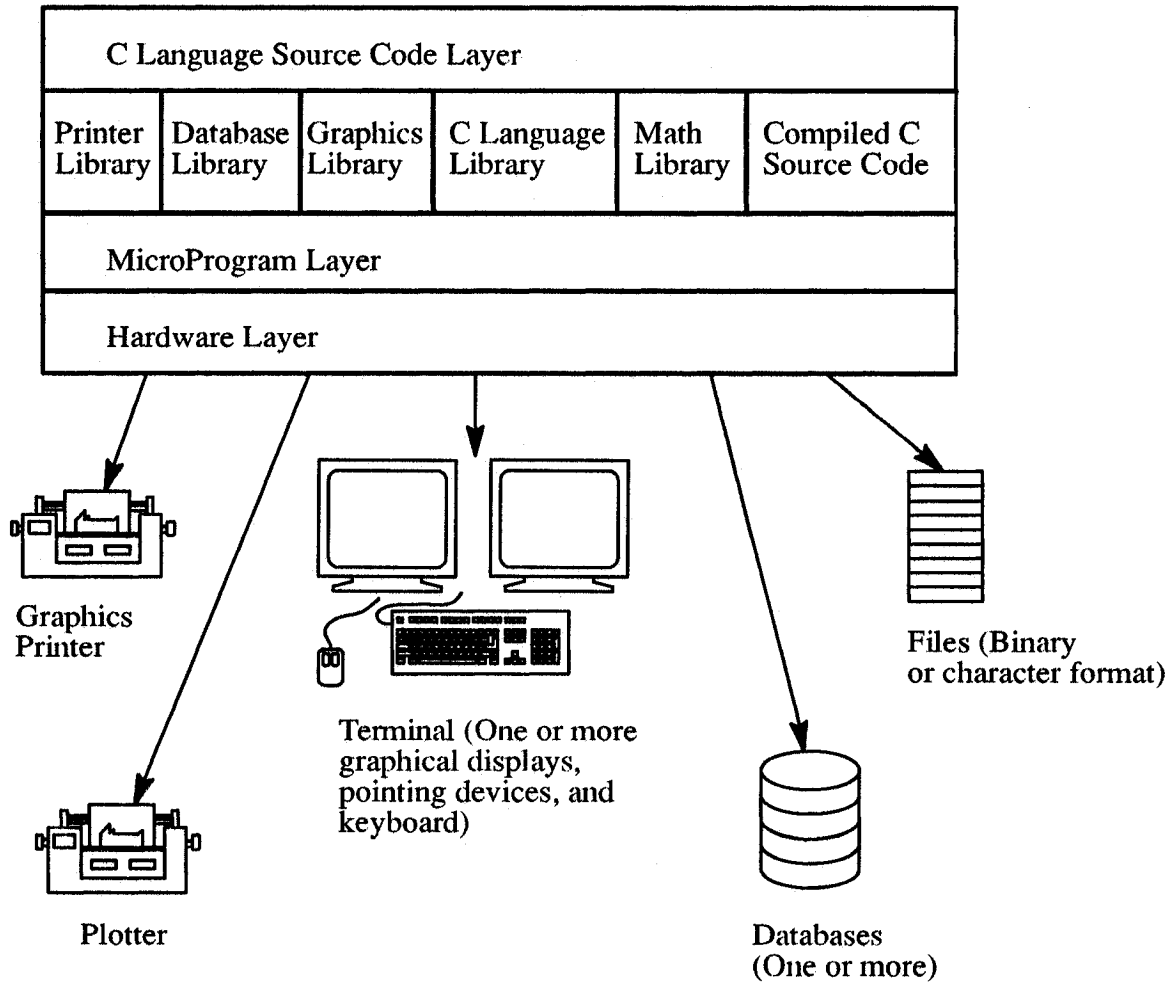 C Language Source Code Layer
Printer
Library
Database
Library
Graphics
Library
C Language
Library
Math
Library
Compiled C
Source Code
MicroProgram Layer
Hardware Layer
Graphics
Printer
Terminal (One or more
graphical displays,
pointing devices, and
keyboard)
Files (Binary
or character format)
Plotter
Databases
(One or more)